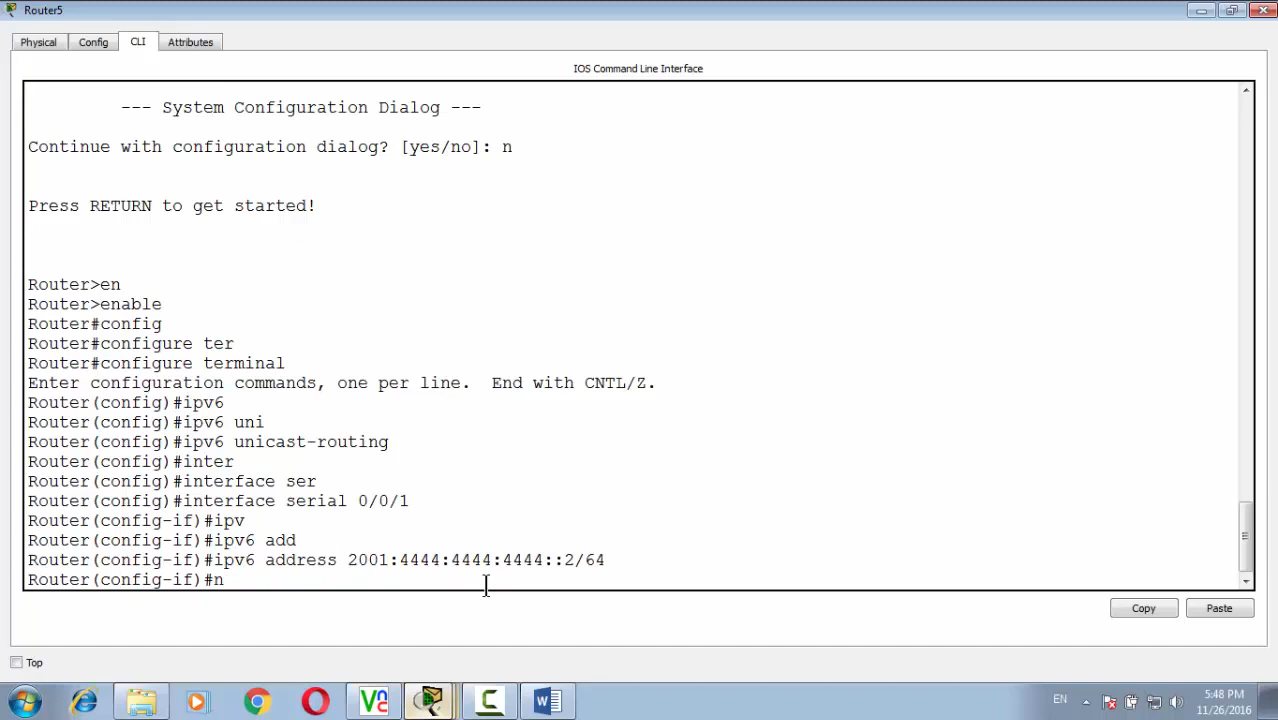 Router5
Physical Config CLI Attributes
IOS Command Line Interface
--- System Configuration Dialog ---
Continue with configuration dialog? [yes/no]: n
Press RETURN to get started!
Router>en
Router>enable
Router#config
Router#configure ter
Router#configure terminal
Enter configuration commands, one per line.  End with CNTL/Z.
Router(config)#ipv6
Router(config)#ipv6 uni
Router(config)#ipv6 unicast-routing
Router(config)#inter
Router(config)#interface ser
Router(config)#interface serial 0/0/1
Router(config-if)#ipv
Router(config-if)#ipv6 add
Router(config-if)#ipv6 address 2001:4444:4444:4444::2/64
Router(config-if)#n
Copy Paste
Top
EN 5:48 PM
11/26/2016